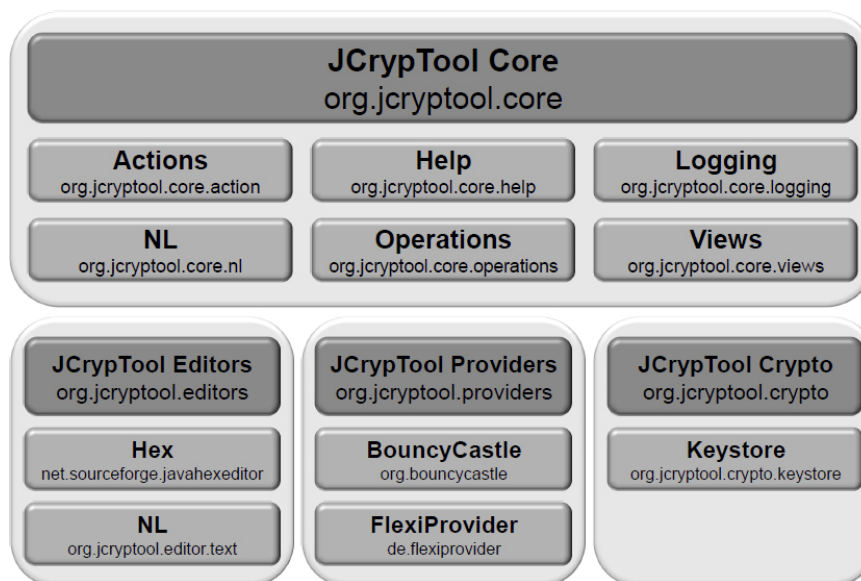 JCrypTool Core
org.jcryptool.core
Actions
org.jcryptool.core.action
Help
org.jcryptool.core.help
Logging
org.jcryptool.core.logging
NL
org.jcryptool.core.nl
Operations
org.jcryptool.core.operations
Views
org.jcryptool.core.views
JCrypTool Editors
org.jcryptool.editors
Hex
net.sourceforge.javahexeditor
NL
org.jcryptool.editor.text
JCrypTool Providers
org.jcryptool.providers
BouncyCastle
org.bouncycastle
FlexiProvider
de.flexiprovider
JCrypTool Crypto
org.jcryptool.crypto
Keystore
org.jcryptool.crypto.keystore